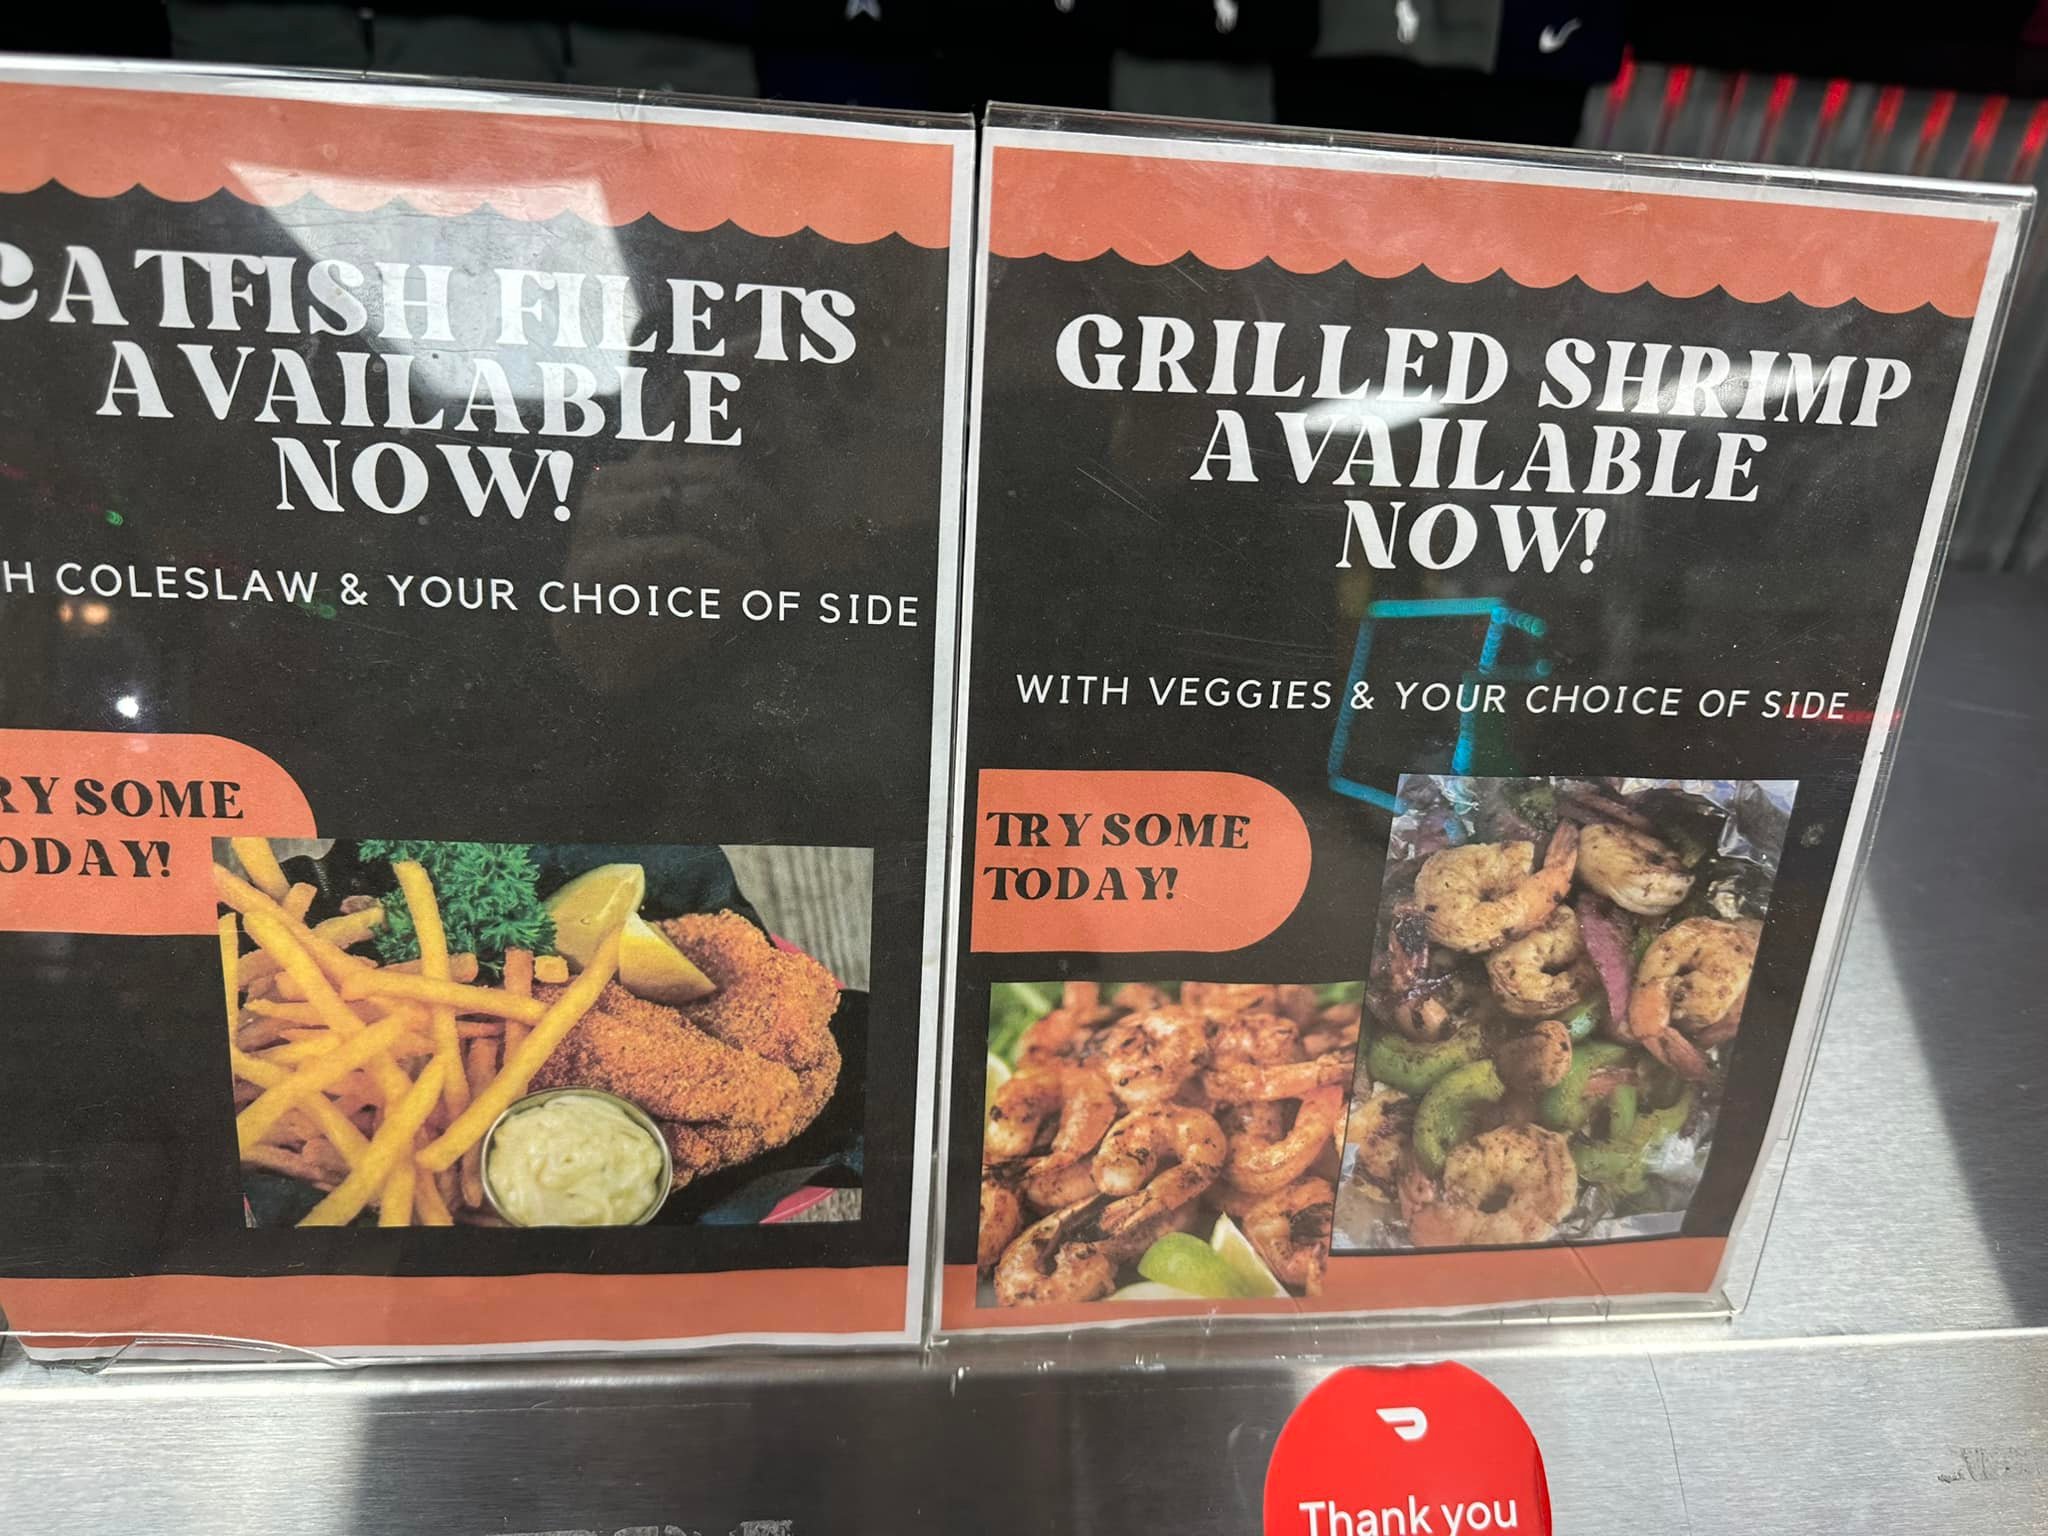 CATFISH FILETS
AVAILABLE
NOW!
H COLESLAW & YOUR CHOICE OF SIDE
RY SOME
ODAY!
GRILLED SHRIMP
AVAILABLE
NOW!
WITH VEGGIES & YOUR CHOICE OF SIDE
TRY SOME
TODAY!
Thank you